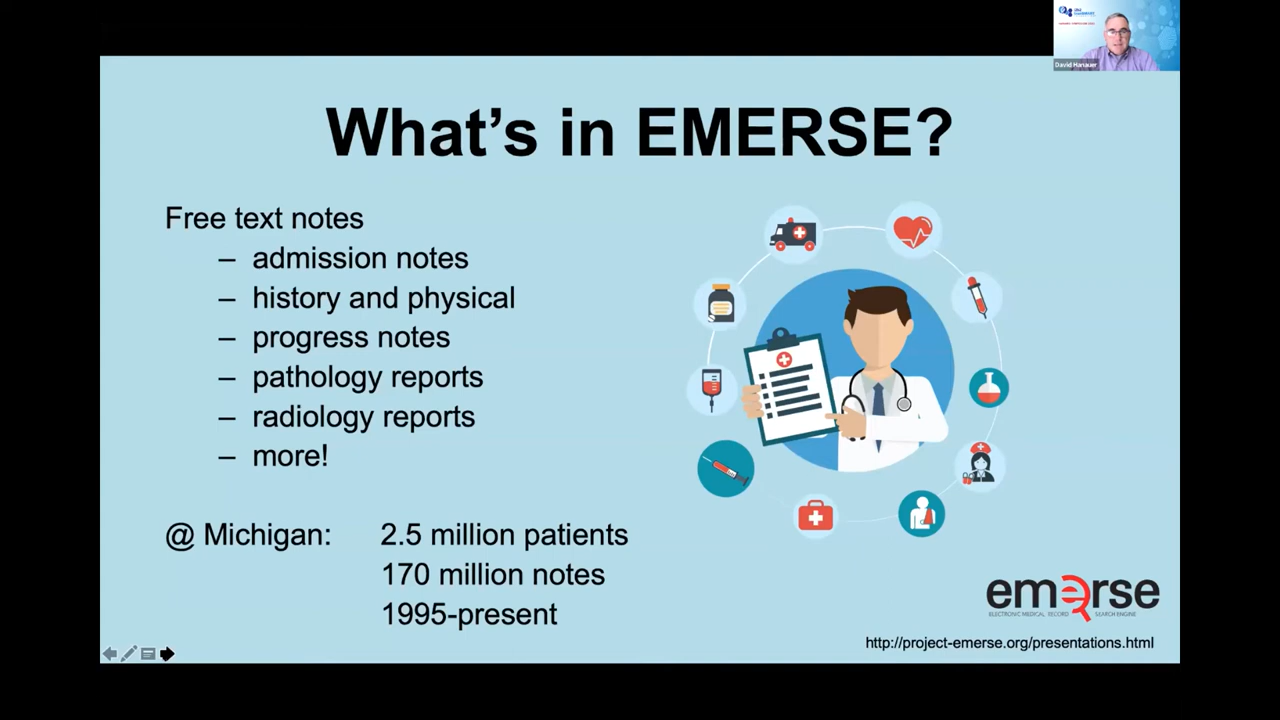 David Hanauer
What's in EMERSE?
Free text notes
– admission notes
– history and physical
– progress notes
– pathology reports
– radiology reports
– more!
@ Michigan: 2.5 million patients
170 million notes
1995-present
emerse
ELECTRONIC MEDICAL RECORD SEARCH ENGINE
http://project-emerse.org/presentations.html